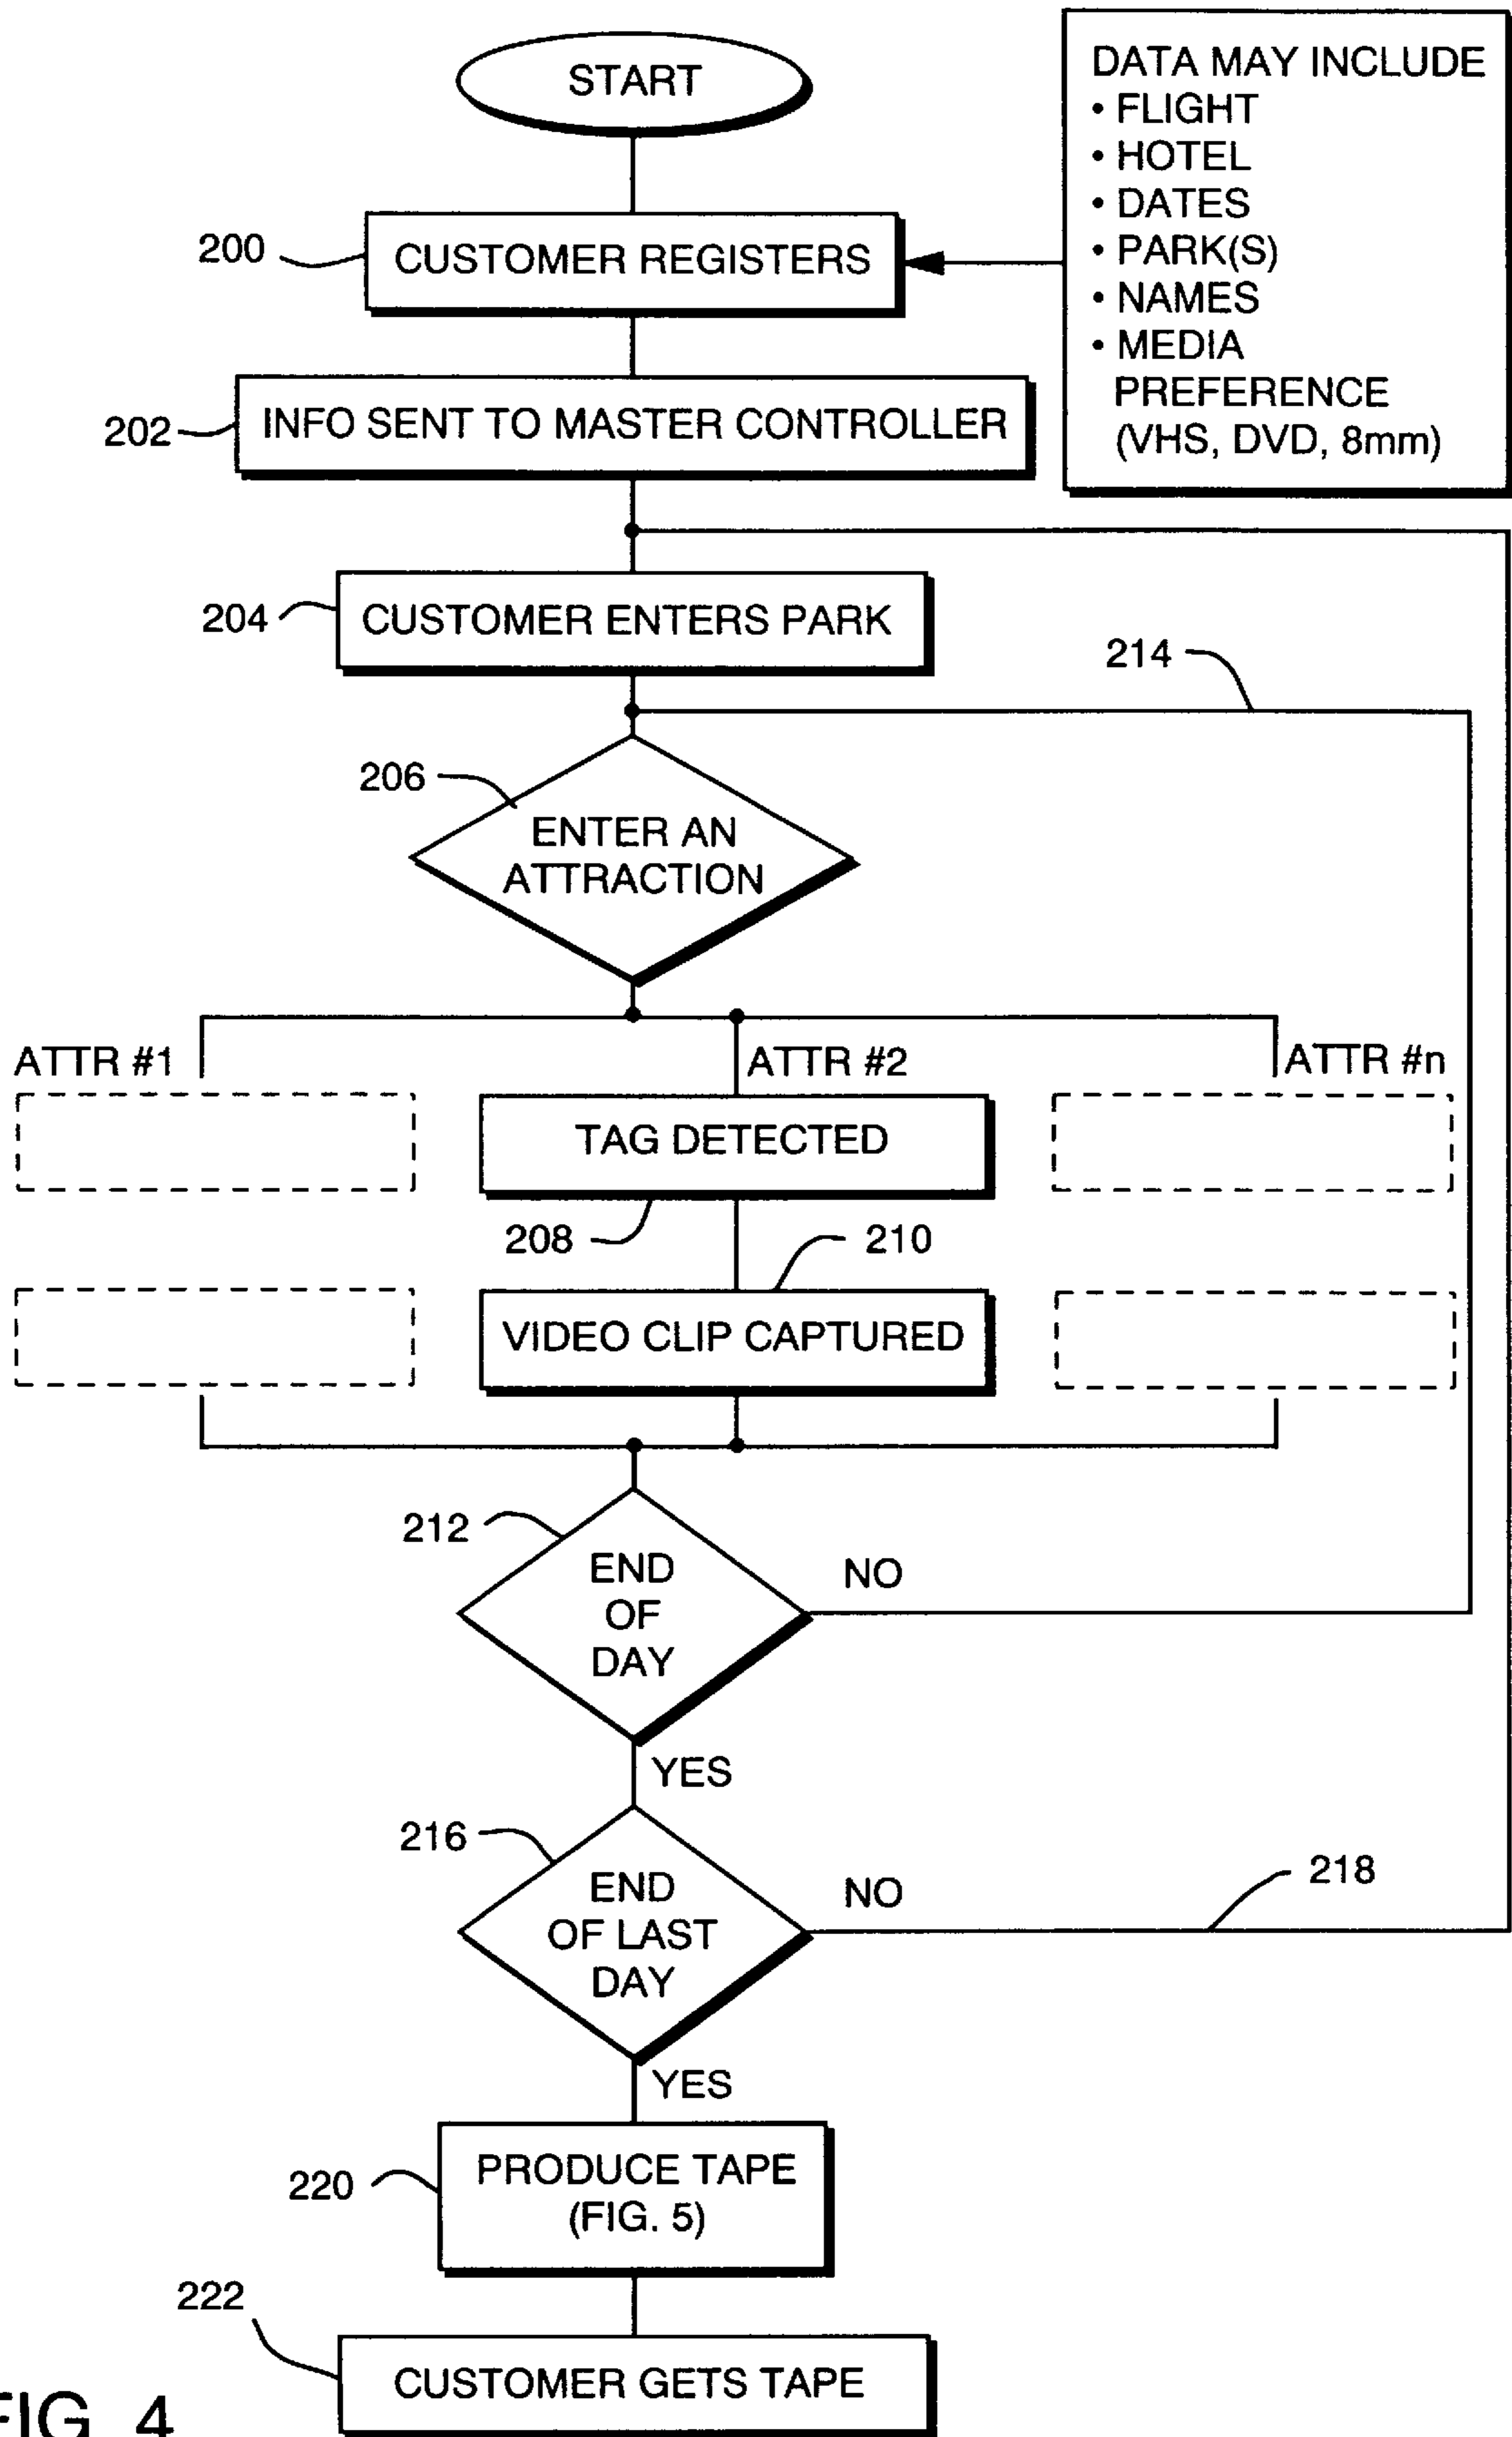 START
DATA MAY INCLUDE
• FLIGHT
• HOTEL
• DATES
• PARK(S)
• NAMES
• MEDIA
PREFERENCE
(VHS, DVD, 8mm)
200
CUSTOMER REGISTERS
202
INFO SENT TO MASTER CONTROLLER
204
CUSTOMER ENTERS PARK
214
206
ENTER AN
ATTRACTION
ATTR #1
ATTR #2
ATTR #n
TAG DETECTED
208
210
VIDEO CLIP CAPTURED
212
END
OF
DAY
NO
YES
216
END
OF LAST
DAY
NO
218
YES
220
PRODUCE TAPE
(FIG. 5)
222
CUSTOMER GETS TAPE
FIG. 4